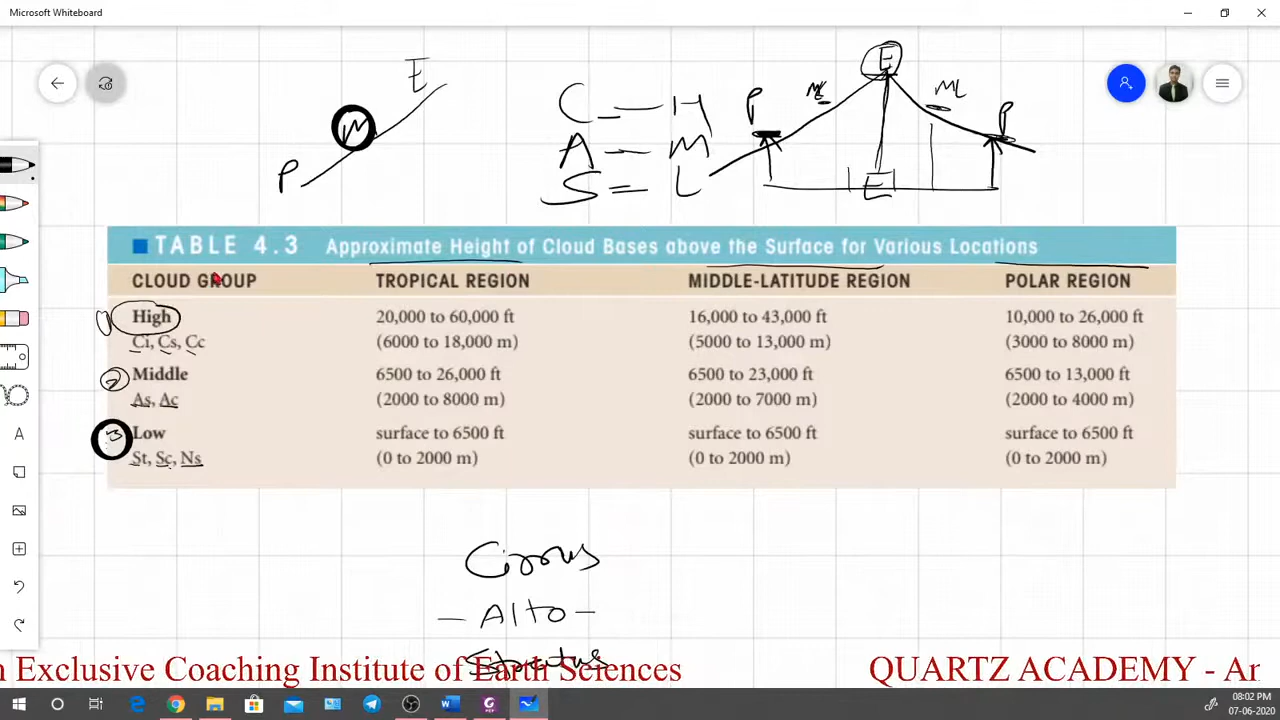 Microsoft Whiteboard
E
M
P
C — H
A — M
S = L
E
P
ML
ML
P
E
TABLE 4.3 Approximate Height of Cloud Bases above the Surface for Various Locations
CLOUD GROUP TROPICAL REGION MIDDLE-LATITUDE REGION POLAR REGION
1 High 20,000 to 60,000 ft 16,000 to 43,000 ft 10,000 to 26,000 ft
Ci, Cs, Cc (6000 to 18,000 m) (5000 to 13,000 m) (3000 to 8000 m)
2 Middle 6500 to 26,000 ft 6500 to 23,000 ft 6500 to 13,000 ft
As, Ac (2000 to 8000 m) (2000 to 7000 m) (2000 to 4000 m)
3 Low surface to 6500 ft surface to 6500 ft surface to 6500 ft
St, Sc, Ns (0 to 2000 m) (0 to 2000 m) (0 to 2000 m)
Cirrus
— Alto —
Stratus
n Exclusive Coaching Institute of Earth Sciences QUARTZ ACADEMY - Ar
A
08:02 PM
07-06-2020